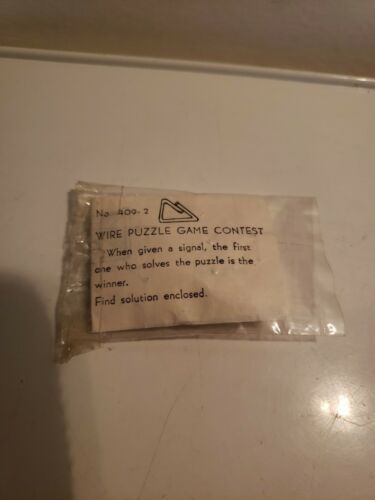 No. 409-2
WIRE PUZZLE GAME CONTEST
When given a signal, the first
one who solves the puzzle is the
winner.
Find solution enclosed.